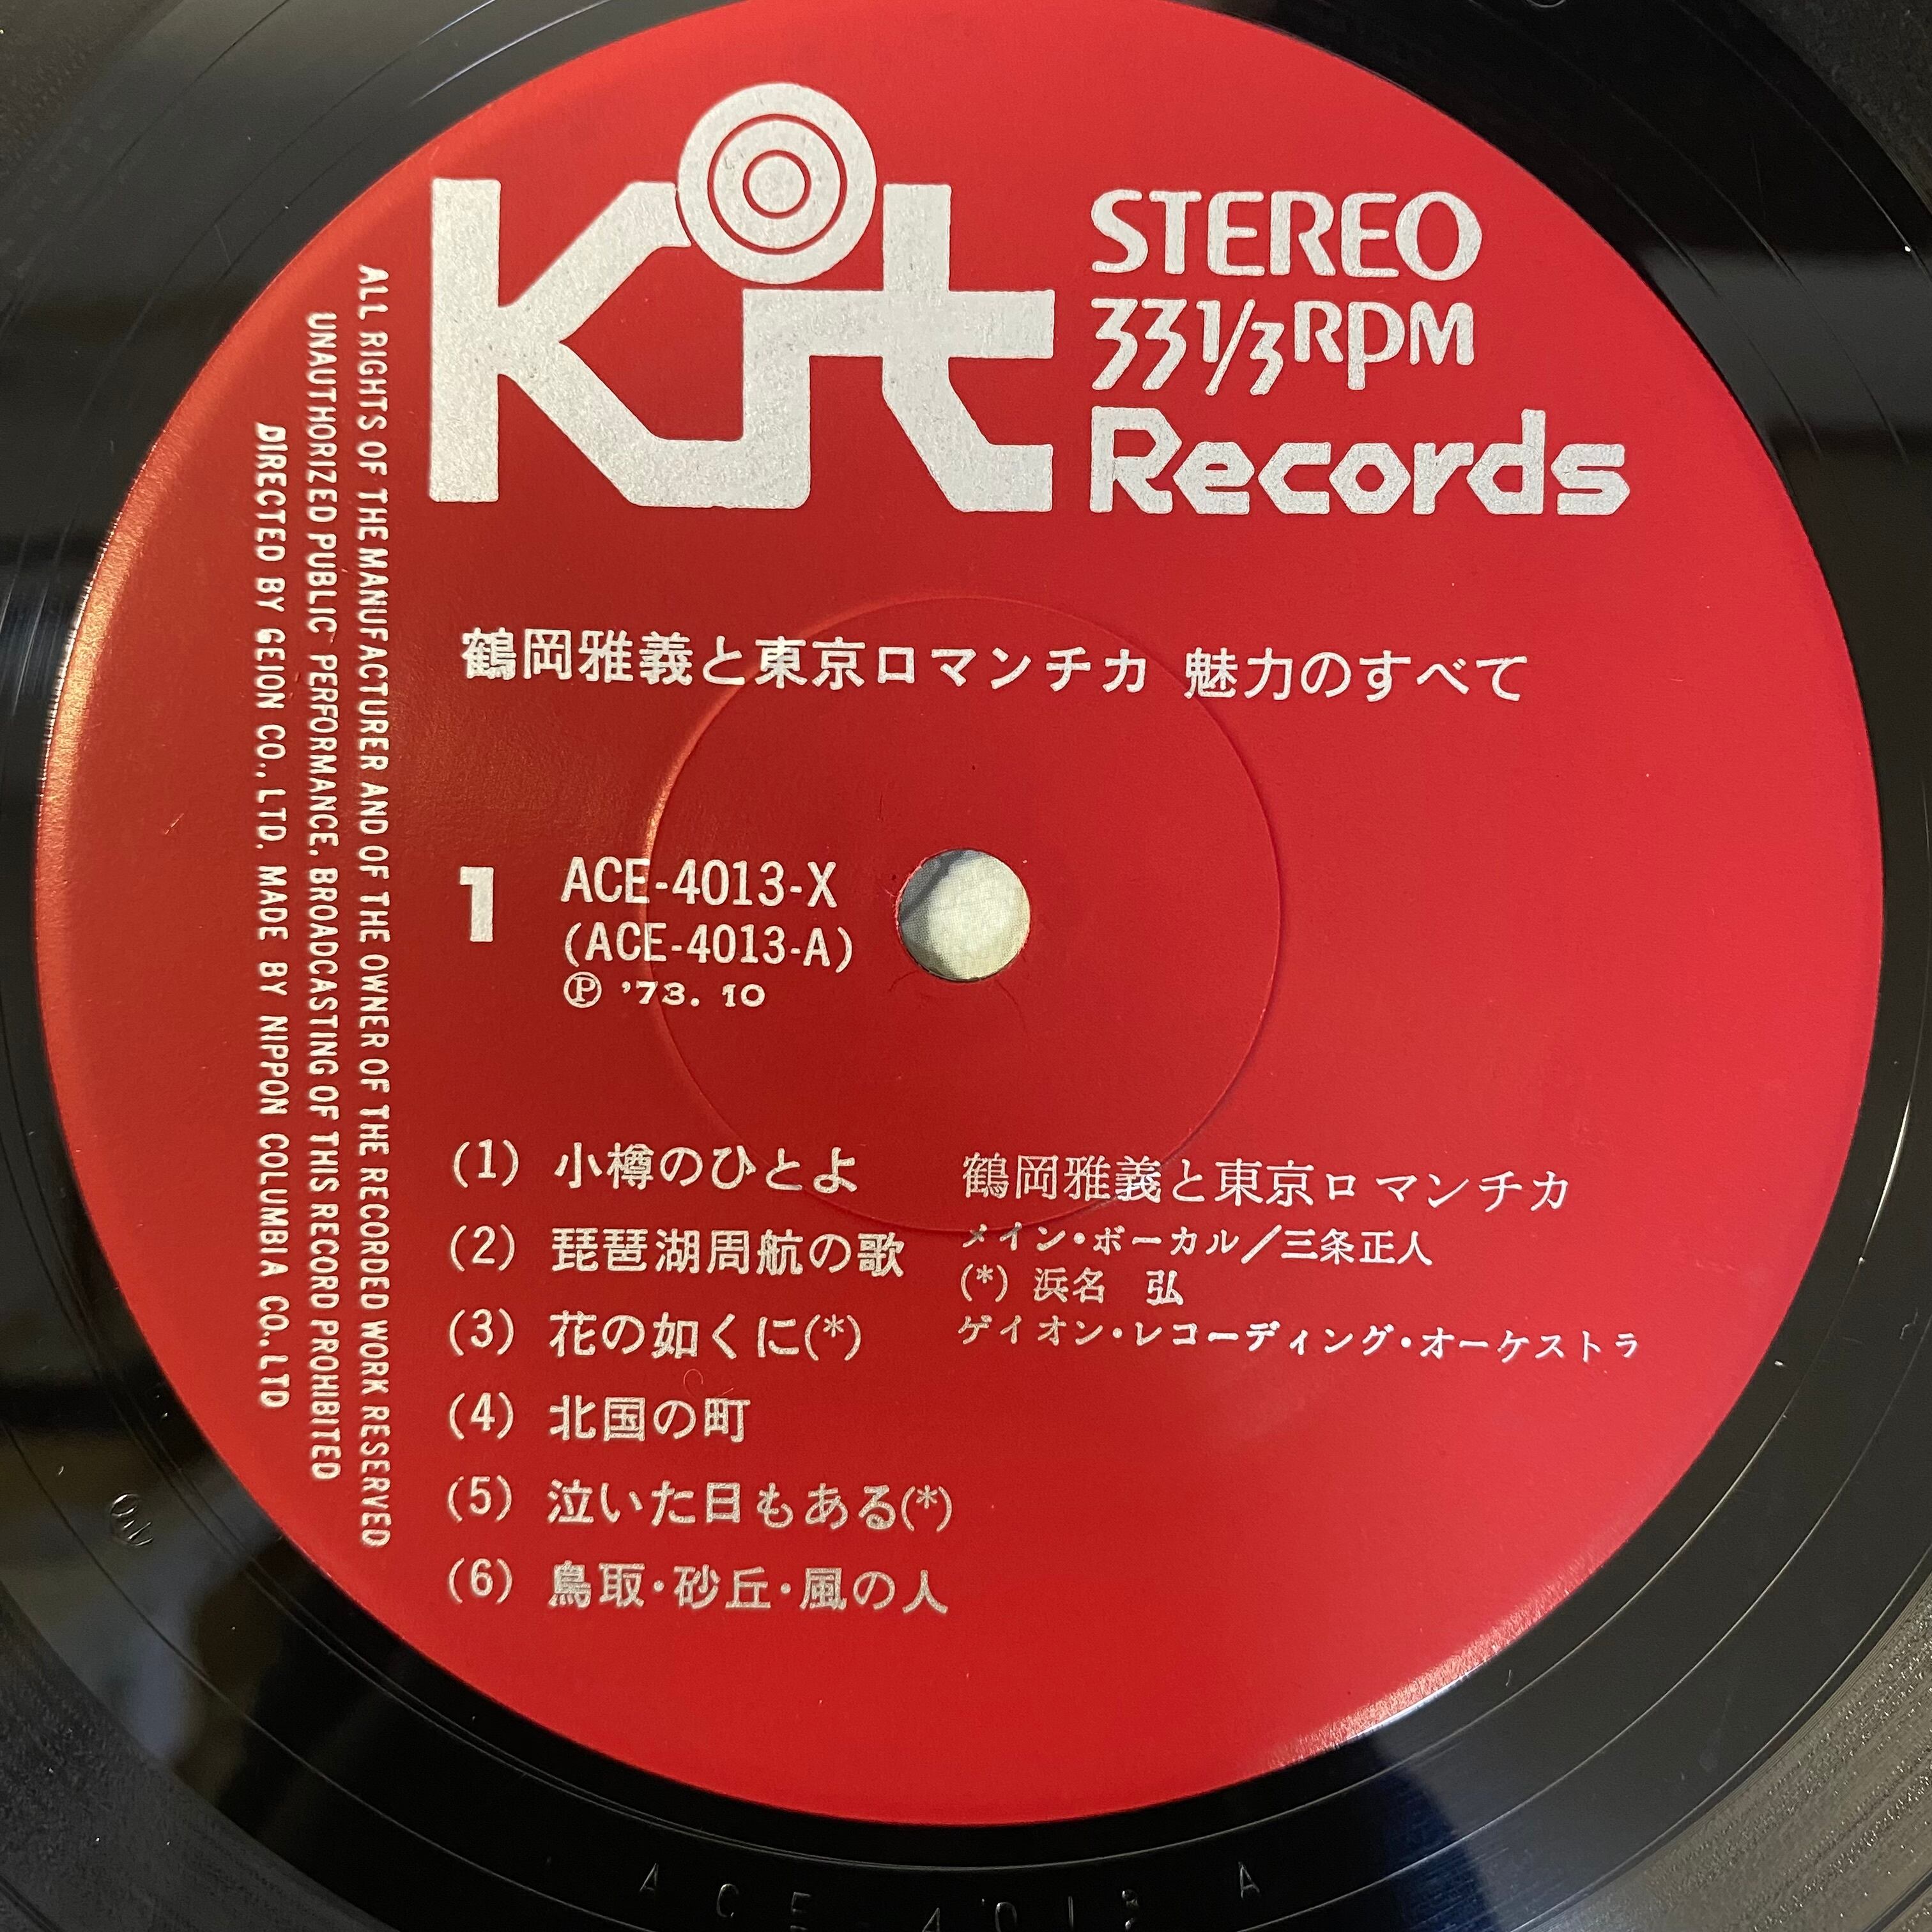 Kit
STEREO
33 1/3 RPM
Records
鶴岡雅義と東京ロマンチカ 魅力のすべて
1
ACE-4013-X
(ACE-4013-A)
Ⓟ '73. 10
(1) 小樽のひとよ
(2) 琵琶湖周航の歌
(3) 花の如くに(*)
(4) 北国の町
(5) 泣いた日もある(*)
(6) 鳥取・砂丘・風の人
鶴岡雅義と東京ロマンチカ
メイン・ボーカル/三条正人
(*) 浜名 弘
ゲイオン・レコーディング・オーケストラ
ALL RIGHTS OF THE MANUFACTURER AND OF THE OWNER OF THE RECORDED WORK RESERVED
UNAUTHORIZED PUBLIC PERFORMANCE, BROADCASTING OF THIS RECORD PROHIBITED
DIRECTED BY GEION CO., LTD. MADE BY NIPPON COLUMBIA CO., LTD
ACE 4013 A